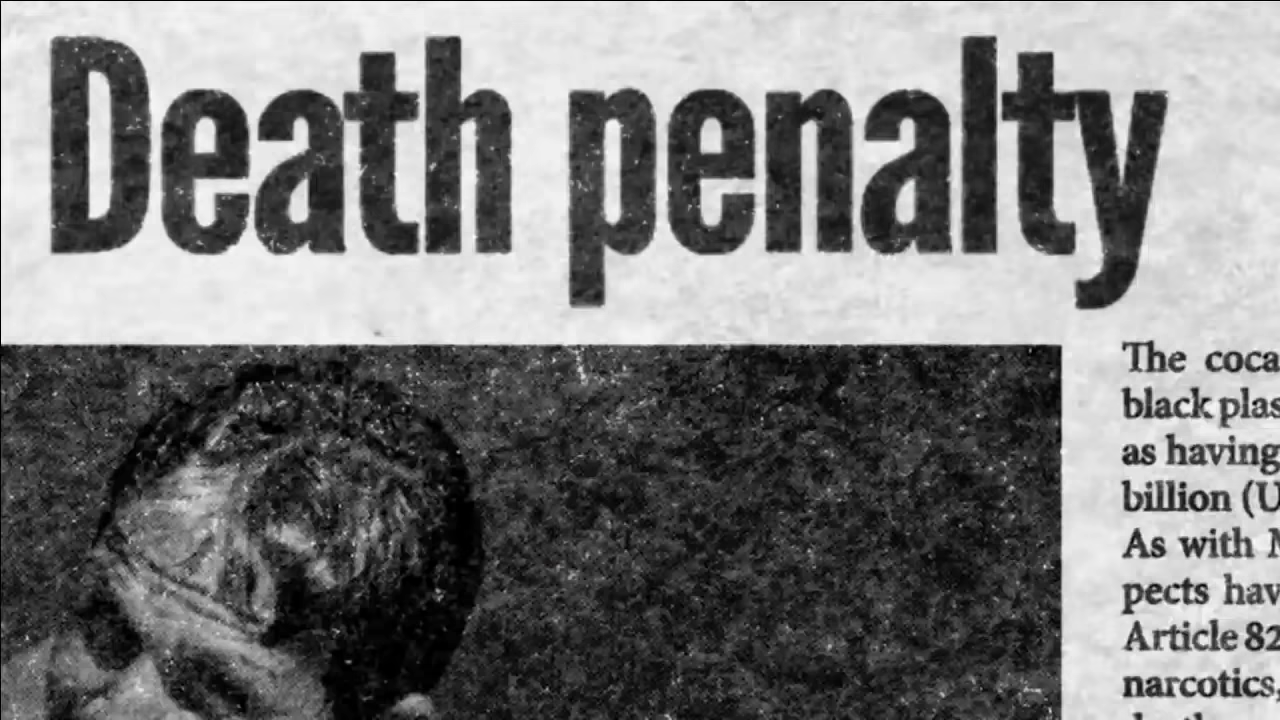 Death penalty
The coca
black plas
as having
billion (U
As with
pects hav
Article 82
narcotics,